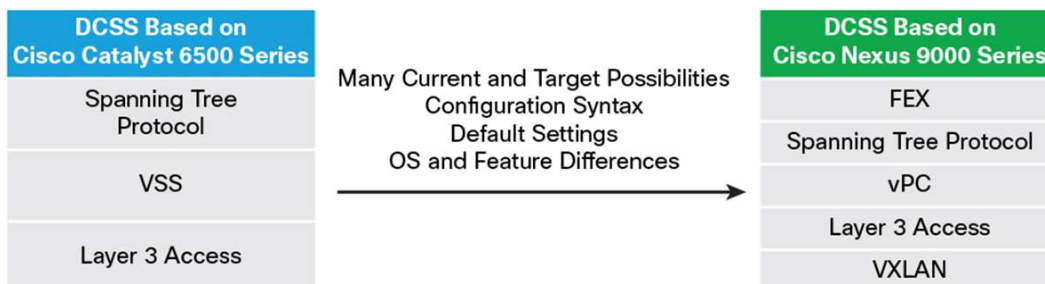 DCSS Based on
Cisco Catalyst 6500 Series
Spanning Tree
Protocol
VSS
Layer 3 Access
Many Current and Target Possibilities
Configuration Syntax
Default Settings
OS and Feature Differences
DCSS Based on
Cisco Nexus 9000 Series
FEX
Spanning Tree Protocol
vPC
Layer 3 Access
VXLAN